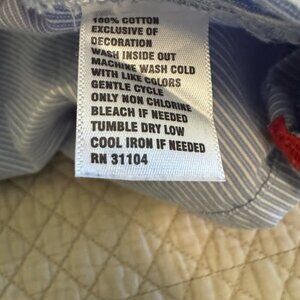 100% COTTON
EXCLUSIVE OF
DECORATION
WASH INSIDE OUT
MACHINE WASH COLD
WITH LIKE COLORS
GENTLE CYCLE
ONLY NON CHLORINE
BLEACH IF NEEDED
TUMBLE DRY LOW
COOL IRON IF NEEDED
RN 31104